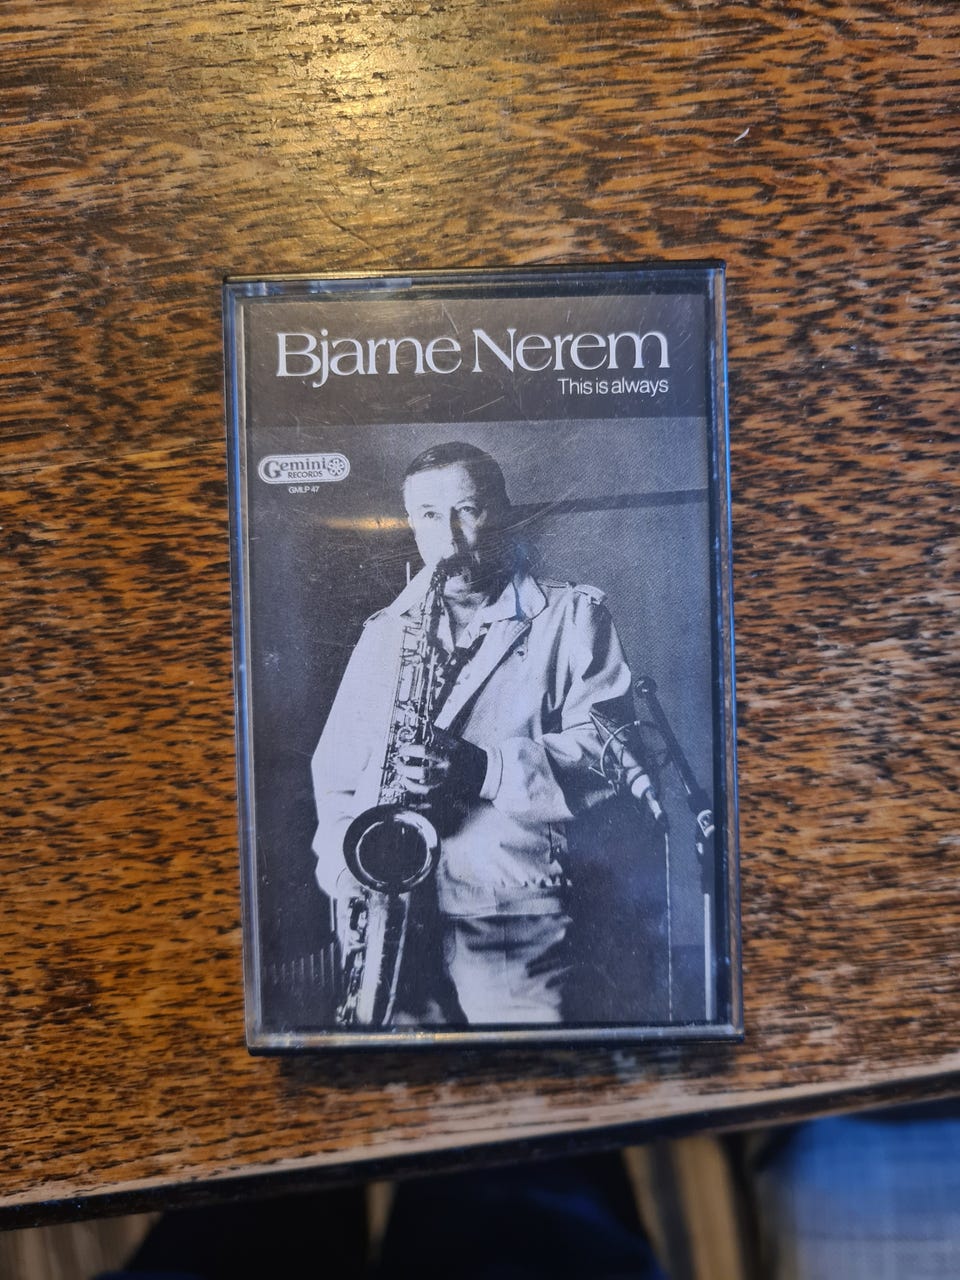 Bjarne Nerem
This is always
Gemini
RECORDS
GMLP 47